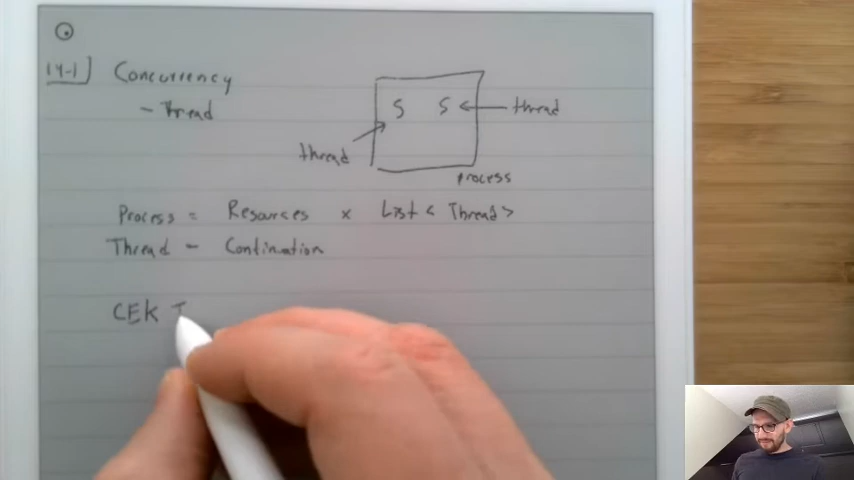 14-1] Concurrency
- Thread
S S ← thread
thread
process
Process = Resources x List < Thread >
Thread - Continuation
CEK